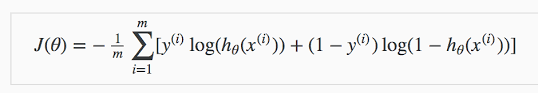 J(θ) = − 1/m ∑_{i=1}^{m} [y^{(i)} log(h_θ(x^{(i)})) + (1 − y^{(i)}) log(1 − h_θ(x^{(i)}))]